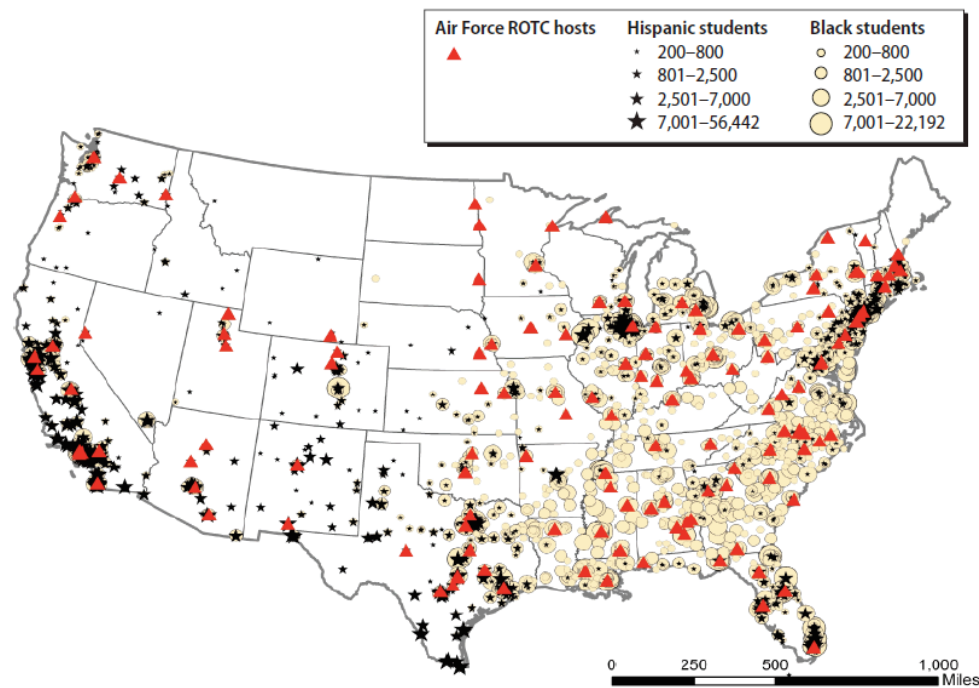 Air Force ROTC hosts
Hispanic students
200–800
801–2,500
2,501–7,000
7,001–56,442
Black students
200–800
801–2,500
2,501–7,000
7,001–22,192
0 250 500 1,000
Miles